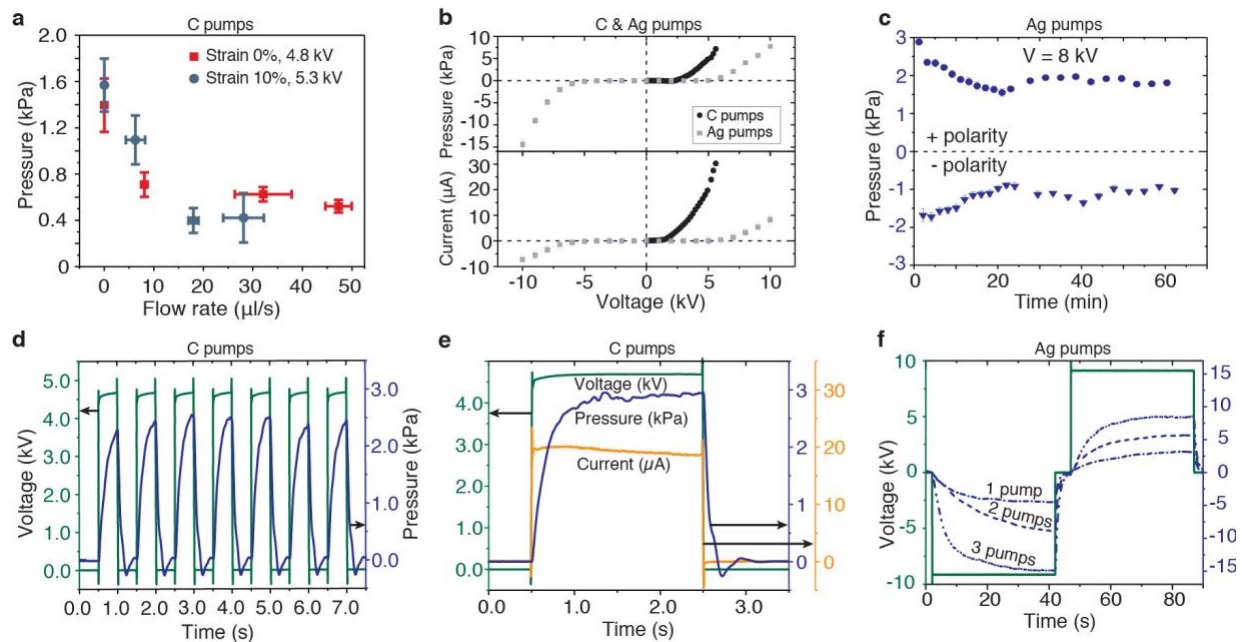 a
C pumps
Pressure (kPa)
2.0
1.6
1.2
0.8
0.4
0
Strain 0%, 4.8 kV
Strain 10%, 5.3 kV
0 10 20 30 40 50
Flow rate (µl/s)
b
C & Ag pumps
Pressure (kPa)
10
5
0
-5
10
-15
C pumps
Ag pumps
Current (µA)
30
20
10
0
-10
-10 -5 0 5 10
Voltage (kV)
c
Ag pumps
V = 8 kV
Pressure (kPa)
3
2
1
0
-1
-2
-3
+ polarity
- polarity
0 20 40 60
Time (min)
d
C pumps
Voltage (kV)
5.0
4.0
3.0
2.0
1.0
0.0
Pressure (kPa)
3.0
2.0
1.0
0.0
0.0 1.0 2.0 3.0 4.0 5.0 6.0 7.0
Time (s)
e
C pumps
4.0
3.0
2.0
1.0
0.0
Voltage (kV)
Pressure (kPa)
Current (µA)
3
2
1
0
30
20
10
0
0.0 1.0 2.0 3.0
Time (s)
f
Ag pumps
Voltage (kV)
10
5
0
-5
-10
1 pump
2 pumps
3 pumps
15
10
5
0
-5
-10
-15
0 20 40 60 80
Time (s)